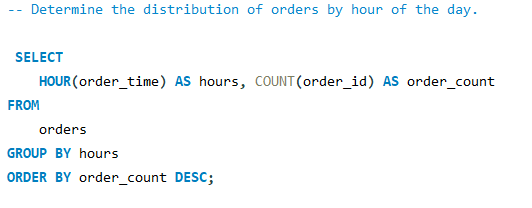 -- Determine the distribution of orders by hour of the day.
SELECT
HOUR(order_time) AS hours, COUNT(order_id) AS order_count
FROM
orders
GROUP BY hours
ORDER BY order_count DESC;